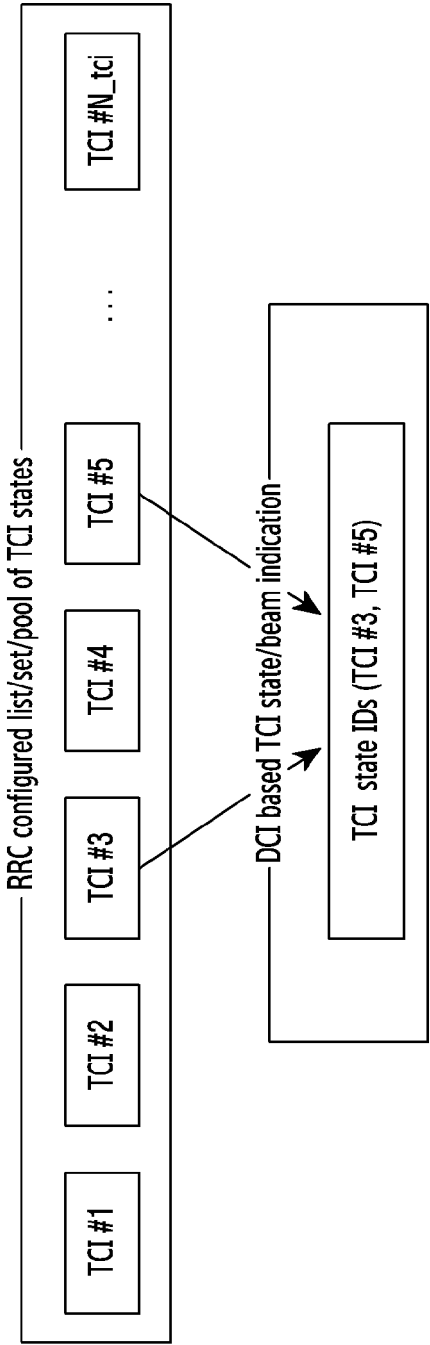 RRC configured list/set/pool of TCI states
TCI #1
TCI #2
TCI #3
TCI #4
TCI #5
. . .
TCI #N_tci
DCI based TCI state/beam indication
TCI state IDs (TCI #3, TCI #5)